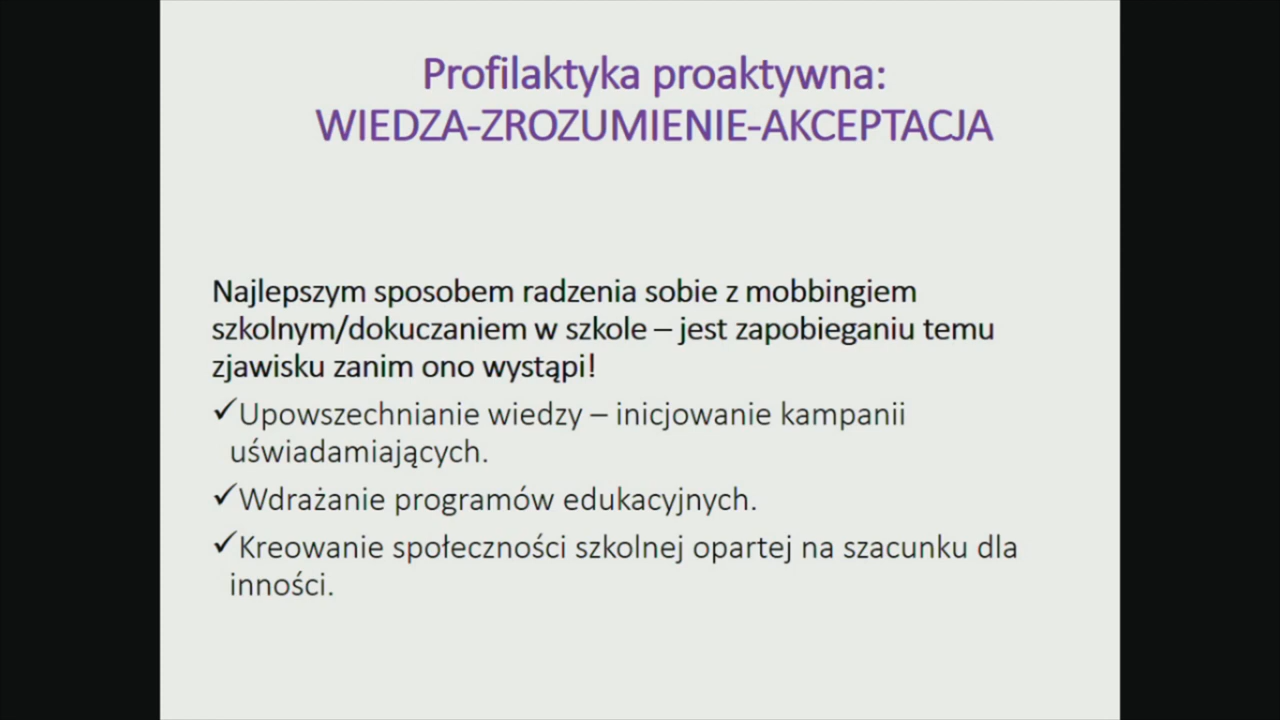 Profilaktyka proaktywna:
WIEDZA-ZROZUMIENIE-AKCEPTACJA
Najlepszym sposobem radzenia sobie z mobbingiem
szkolnym/dokuczaniem w szkole – jest zapobieganiu temu
zjawisku zanim ono wystąpi!
✓Upowszechnianie wiedzy – inicjowanie kampanii
uświadamiających.
✓Wdrażanie programów edukacyjnych.
✓Kreowanie społeczności szkolnej opartej na szacunku dla
inności.